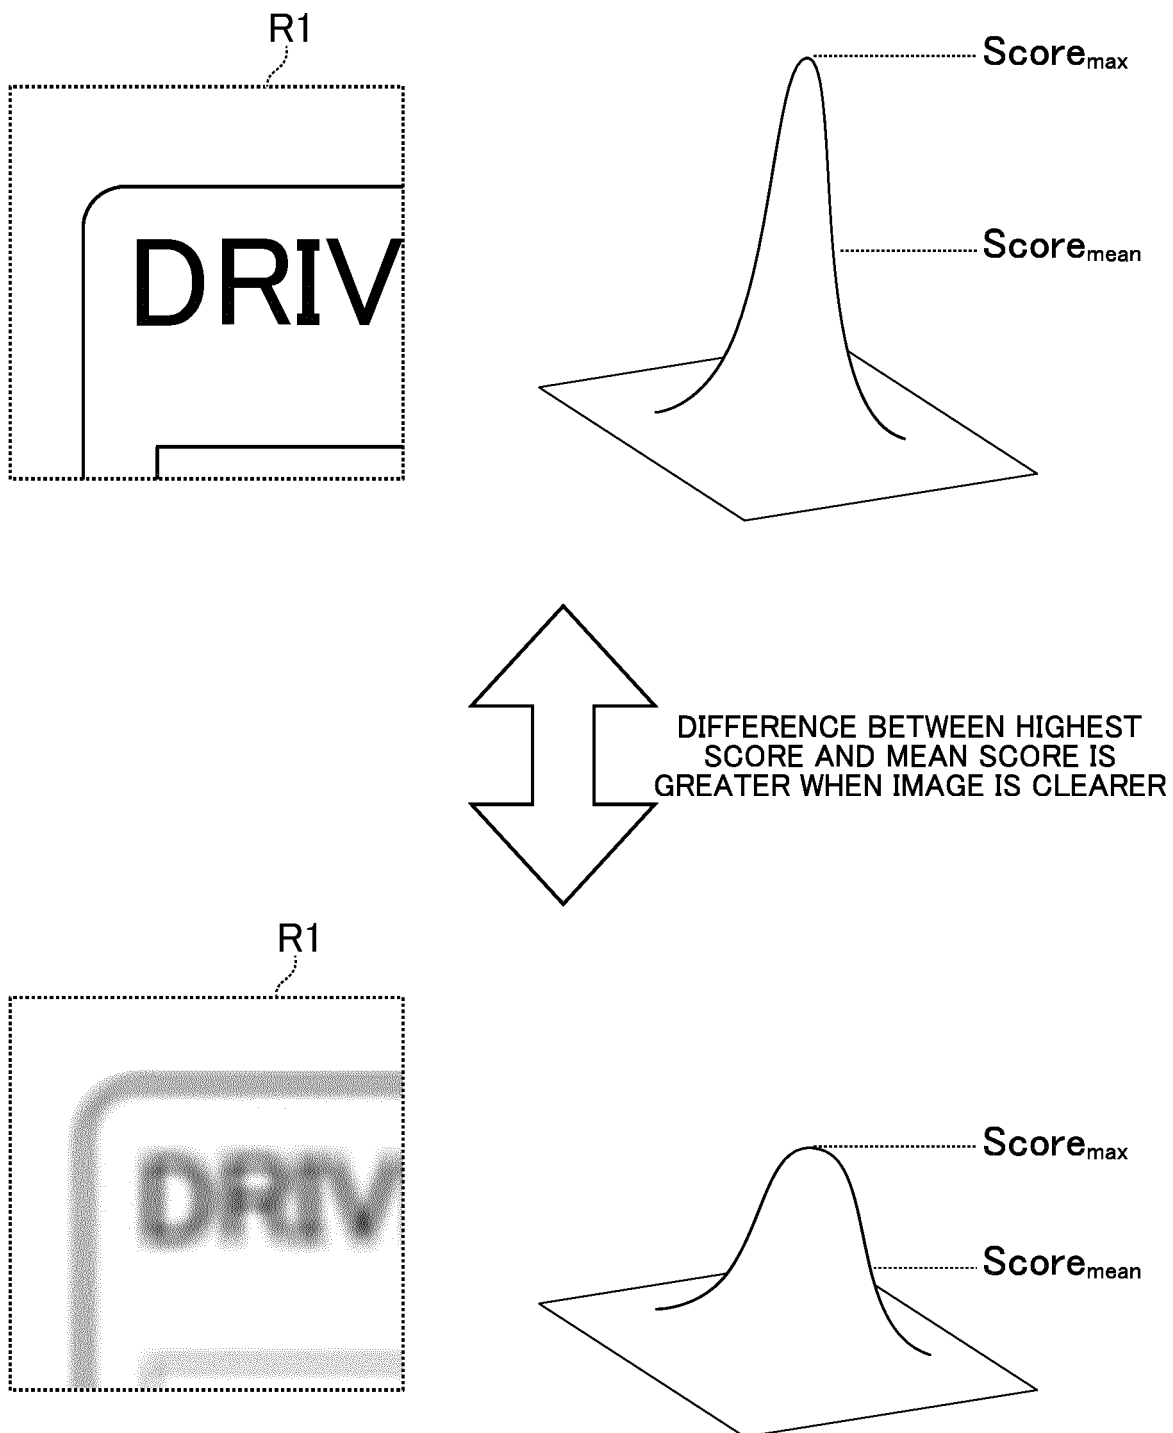 R1
Scoremax
DRIV
Scoremean
DIFFERENCE BETWEEN HIGHEST
SCORE AND MEAN SCORE IS
GREATER WHEN IMAGE IS CLEARER
R1
Scoremax
DRIV
Scoremean